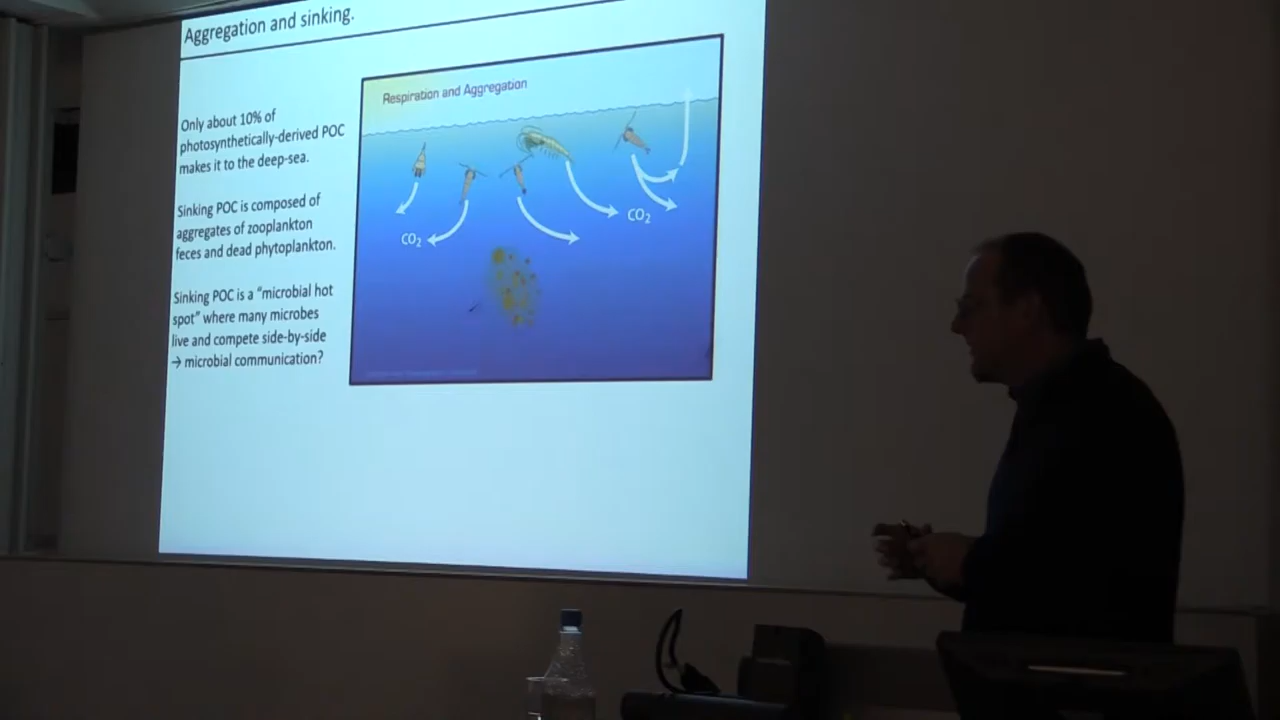 Aggregation and sinking.
Respiration and Aggregation
Only about 10% of
photosynthetically-derived POC
makes it to the deep-sea.
Sinking POC is composed of
aggregates of zooplankton
feces and dead phytoplankton.
Sinking POC is a “microbial hot
spot” where many microbes
live and compete side-by-side
→ microbial communication?
CO₂
CO₂